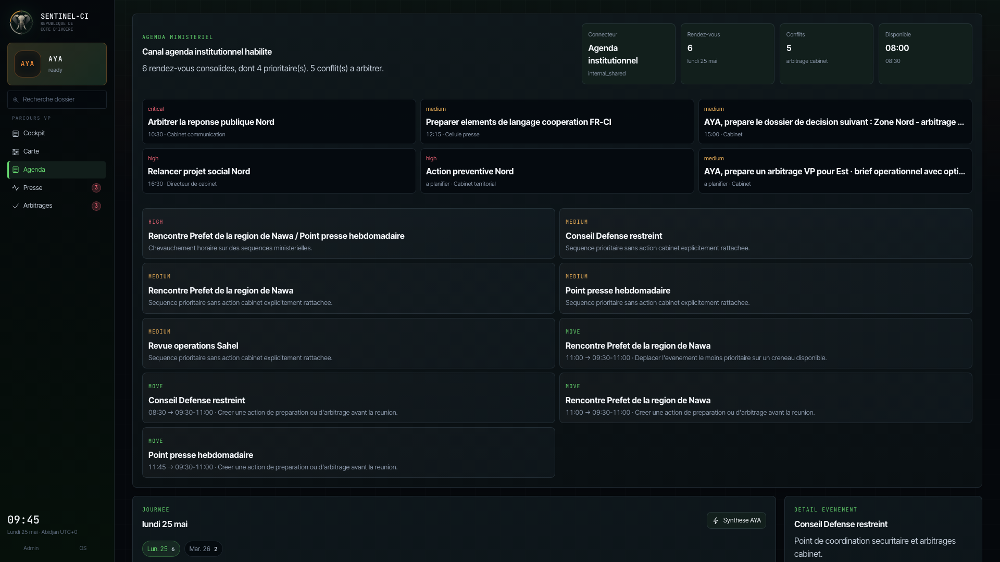 SENTINEL-CI
REPUBLIQUE DE
COTE D'IVOIRE
AYA
AYA
ready
Recherche dossier
PARCOURS VP
Cockpit
Carte
Agenda
Presse 3
Arbitrages 3
09:45
Lundi 25 mai · Abidjan UTC+0
Admin OS
AGENDA MINISTERIEL
Canal agenda institutionnel habilite
6 rendez-vous consolides, dont 4 prioritaire(s). 5 conflit(s) a arbitrer.
Connecteur
Agenda
institutionnel
internal_shared
Rendez-vous
6
lundi 25 mai
Conflits
5
arbitrage cabinet
Disponible
08:00
08:30
critical
Arbitrer la reponse publique Nord
10:30 · Cabinet communication
medium
Preparer elements de langage cooperation FR-CI
12:15 · Cellule presse
medium
AYA, prepare le dossier de decision suivant : Zone Nord - arbitrage ...
15:00 · Cabinet
high
Relancer projet social Nord
16:30 · Directeur de cabinet
high
Action preventive Nord
a planifier · Cabinet territorial
medium
AYA, prepare un arbitrage VP pour Est · brief operationnel avec opti...
a planifier · Cabinet
HIGH
Rencontre Prefet de la region de Nawa / Point presse hebdomadaire
Chevauchement horaire sur des sequences ministerielles.
MEDIUM
Conseil Defense restreint
Sequence prioritaire sans action cabinet explicitement rattachee.
MEDIUM
Rencontre Prefet de la region de Nawa
Sequence prioritaire sans action cabinet explicitement rattachee.
MEDIUM
Point presse hebdomadaire
Sequence prioritaire sans action cabinet explicitement rattachee.
MEDIUM
Revue operations Sahel
Sequence prioritaire sans action cabinet explicitement rattachee.
MOVE
Rencontre Prefet de la region de Nawa
11:00 → 09:30-11:00 · Deplacer l'evenement le moins prioritaire sur un creneau disponible.
MOVE
Conseil Defense restreint
08:30 → 09:30-11:00 · Creer une action de preparation ou d'arbitrage avant la reunion.
MOVE
Rencontre Prefet de la region de Nawa
11:00 → 09:30-11:00 · Creer une action de preparation ou d'arbitrage avant la reunion.
MOVE
Point presse hebdomadaire
11:45 → 09:30-11:00 · Creer une action de preparation ou d'arbitrage avant la reunion.
JOURNEE
lundi 25 mai
Synthese AYA
Lun. 25 6 Mar. 26 2
DETAIL EVENEMENT
Conseil Defense restreint
Point de coordination securitaire et arbitrages
cabinet.